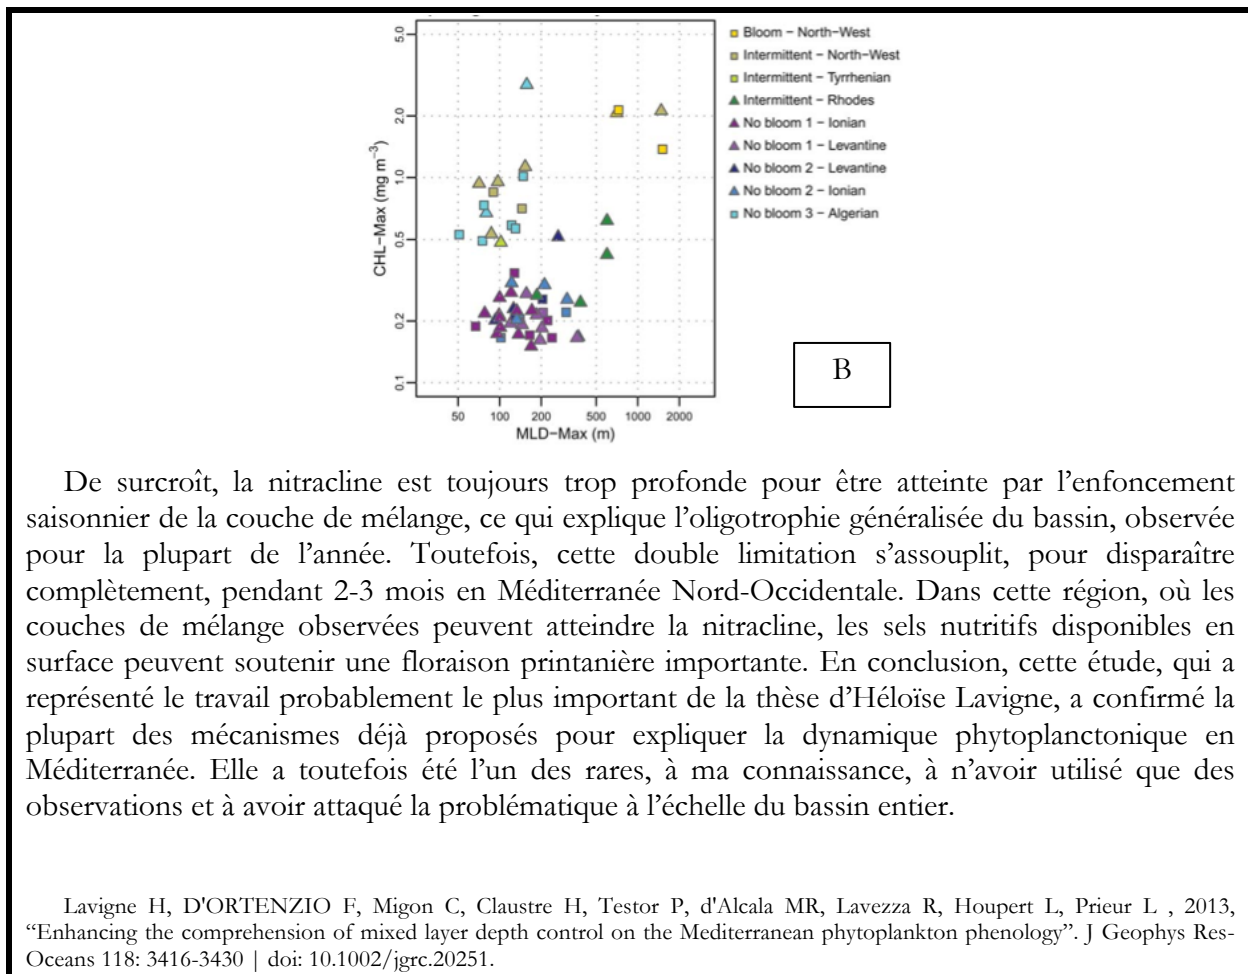 5.0
2.0
1.0
0.5
0.2
0.1
CHL−Max (mg m−3)
50 100 200 500 1000 2000
MLD−Max (m)
Bloom − North−West
Intermittent − North−West
Intermittent − Tyrrhenian
Intermittent − Rhodes
No bloom 1 − Ionian
No bloom 1 − Levantine
No bloom 2 − Levantine
No bloom 2 − Ionian
No bloom 3 − Algerian
B
De surcroît, la nitracline est toujours trop profonde pour être atteinte par l’enfoncement
saisonnier de la couche de mélange, ce qui explique l’oligotrophie généralisée du bassin, observée
pour la plupart de l’année. Toutefois, cette double limitation s’assouplit, pour disparaître
complètement, pendant 2-3 mois en Méditerranée Nord-Occidentale. Dans cette région, où les
couches de mélange observées peuvent atteindre la nitracline, les sels nutritifs disponibles en
surface peuvent soutenir une floraison printanière importante. En conclusion, cette étude, qui a
représenté le travail probablement le plus important de la thèse d’Héloïse Lavigne, a confirmé la
plupart des mécanismes déjà proposés pour expliquer la dynamique phytoplanctonique en
Méditerranée. Elle a toutefois été l’un des rares, à ma connaissance, à n’avoir utilisé que des
observations et à avoir attaqué la problématique à l’échelle du bassin entier.
Lavigne H, D'ORTENZIO F, Migon C, Claustre H, Testor P, d'Alcala MR, Lavezza R, Houpert L, Prieur L , 2013,
“Enhancing the comprehension of mixed layer depth control on the Mediterranean phytoplankton phenology”. J Geophys Res-
Oceans 118: 3416-3430 | doi: 10.1002/jgrc.20251.